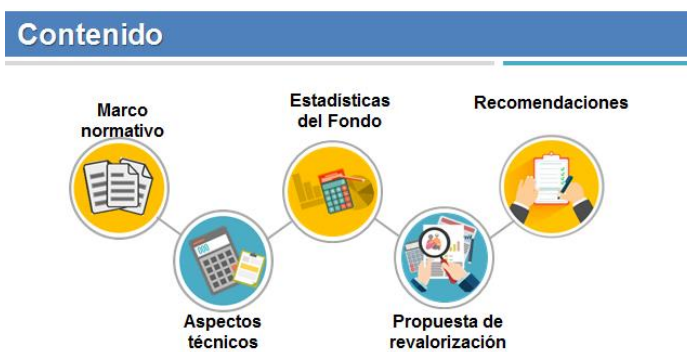 Contenido
Marco
normativo
Aspectos
técnicos
Estadísticas
del Fondo
Propuesta de
revalorización
Recomendaciones